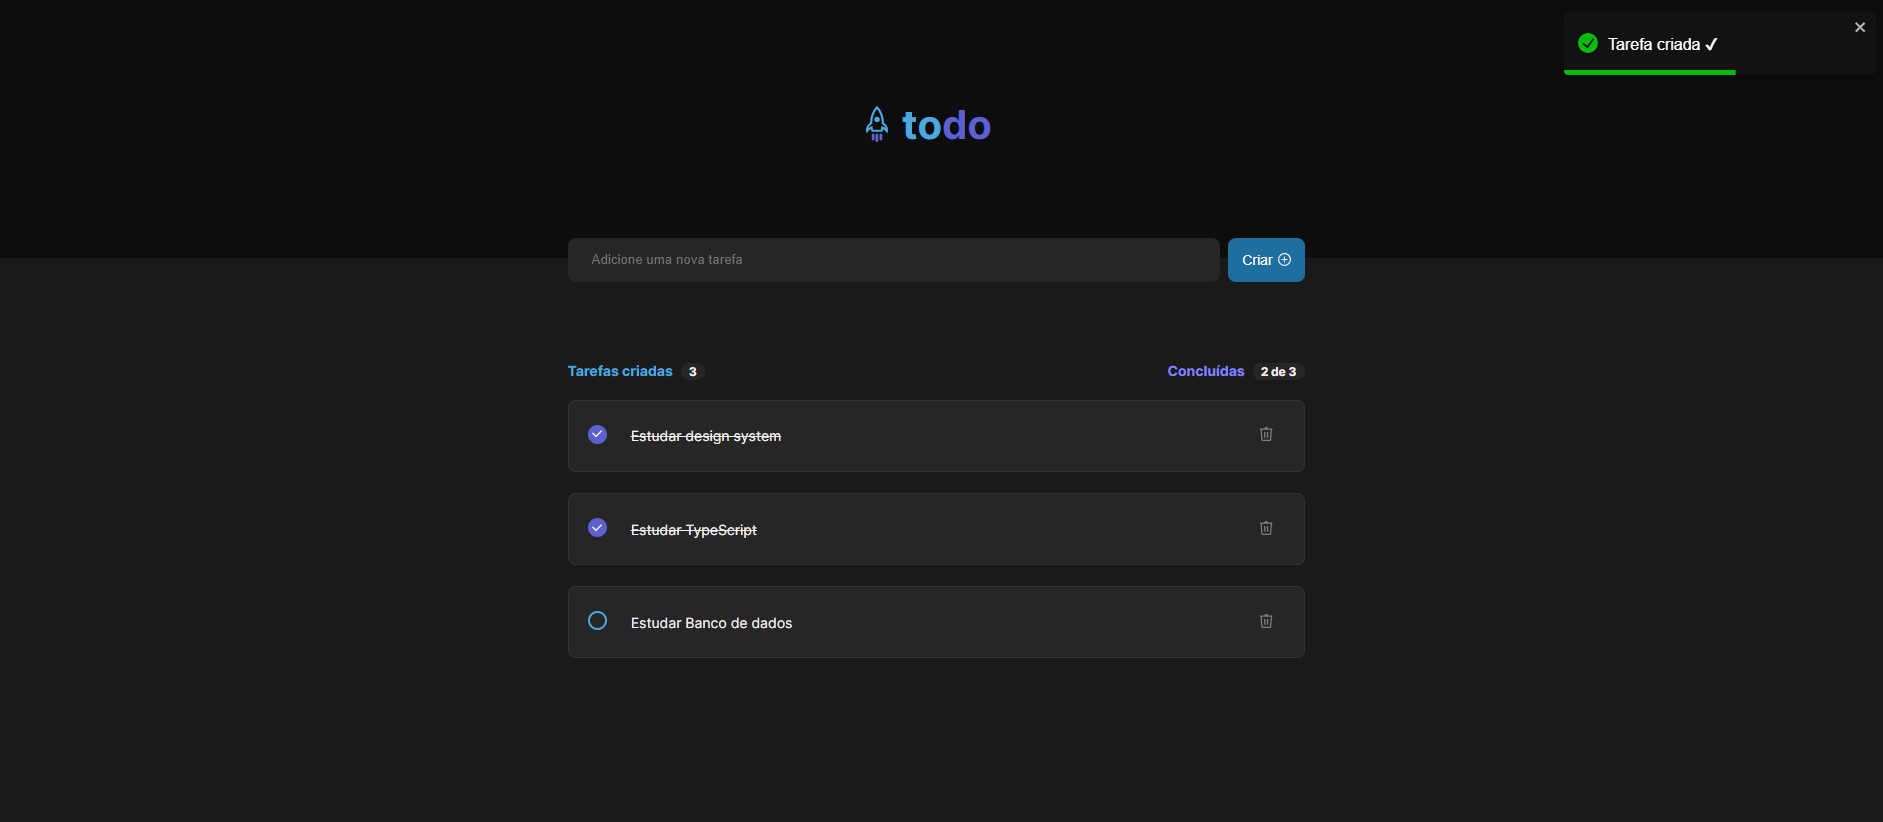 Tarefa criada ✓
todo
Adicione uma nova tarefa
Criar
Tarefas criadas 3
Concluídas 2 de 3
Estudar design system
Estudar TypeScript
Estudar Banco de dados